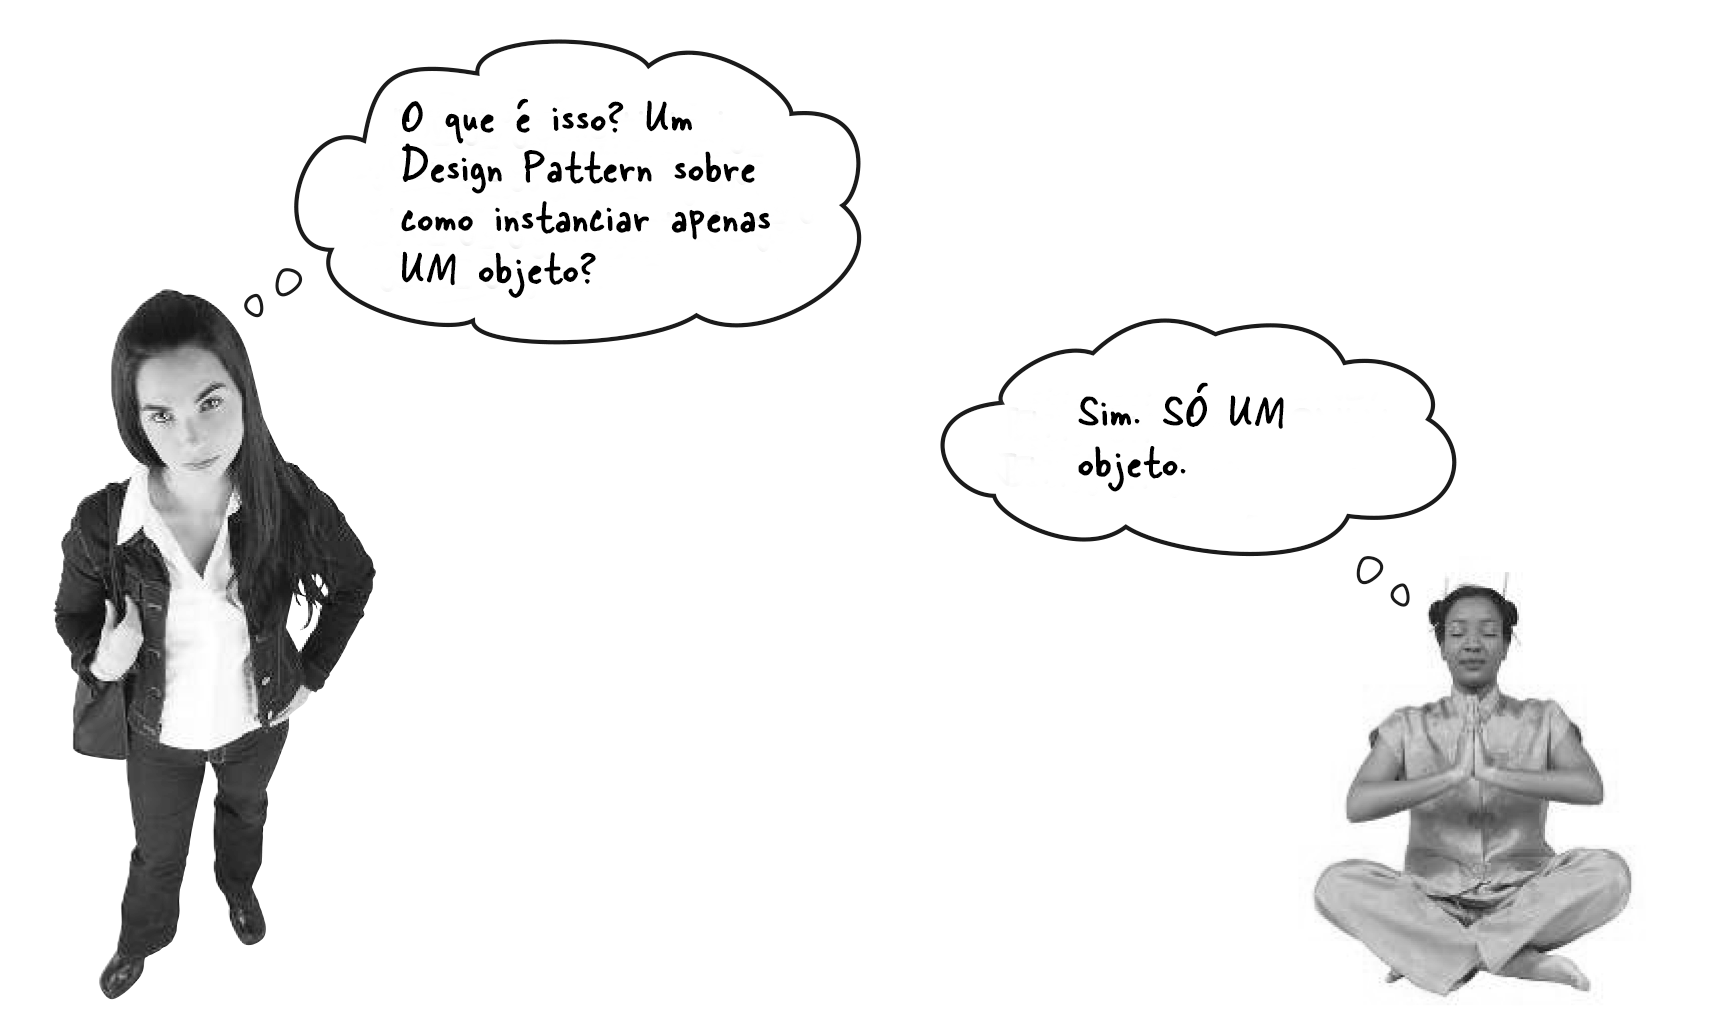 O que é isso? Um
Design Pattern sobre
como instanciar apenas
UM objeto?
Sim. SÓ UM
objeto.